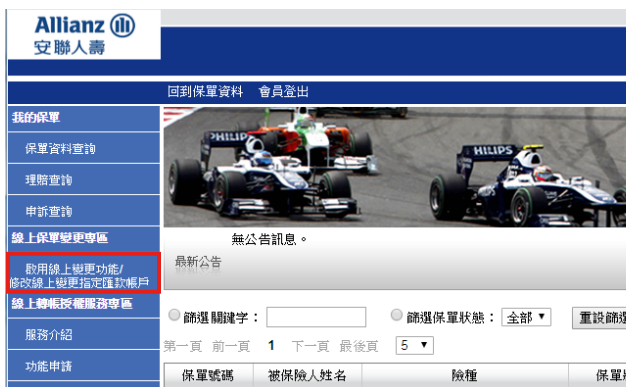 Allianz
安聯人壽
回到保單資料 會員登出
我的保單
保單資料查詢
理賠查詢
申訴查詢
線上保單變更專區
啟用線上變更功能/
修改線上變更指定匯款帳戶
線上轉帳授權服務專區
服務介紹
功能申請
PHILIPS
PHILIPS
無公告訊息。
最新公告
篩選關鍵字： 篩選保單狀態： 全部 重設篩選
第一頁 前一頁 1 下一頁 最後頁 5
保單號碼 被保險人姓名 險種 保單